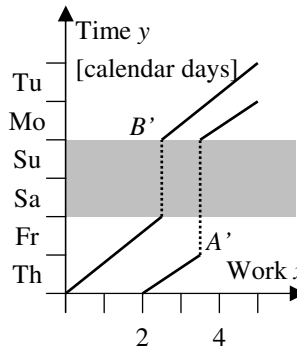 Time y
[calendar days]
Tu
Mo
B’
Su
Sa
Fr
A’
Th
Work x
2
4